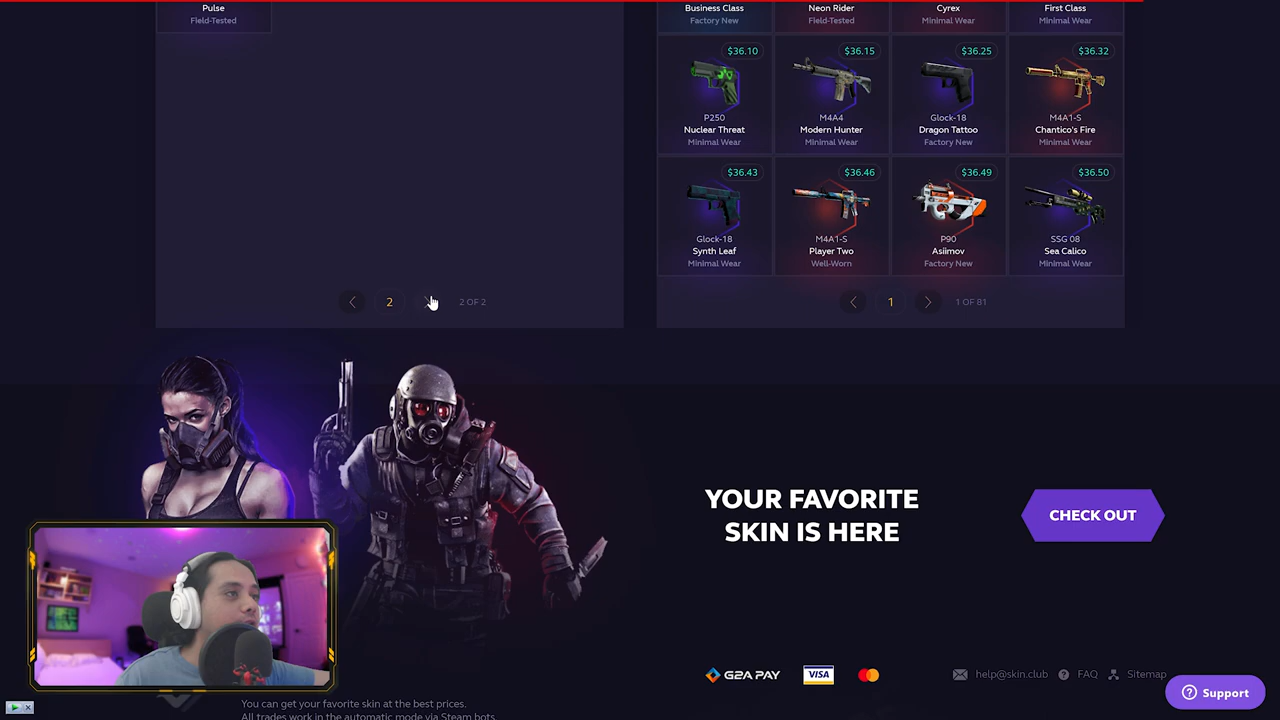 Pulse
Field-Tested
Business Class
Factory New
Neon Rider
Field-Tested
Cyrex
Minimal Wear
First Class
Minimal Wear
$36.10
P250
Nuclear Threat
Minimal Wear
$36.15
M4A4
Modern Hunter
Minimal Wear
$36.25
Glock-18
Dragon Tattoo
Factory New
$36.32
M4A1-S
Chantico's Fire
Minimal Wear
$36.43
Glock-18
Synth Leaf
Minimal Wear
$36.46
M4A1-S
Player Two
Well-Worn
$36.49
P90
Asiimov
Factory New
$36.50
SSG 08
Sea Calico
Minimal Wear
2
2 OF 2
1
1 OF 81
YOUR FAVORITE
SKIN IS HERE
CHECK OUT
G2A PAY
VISA
help@skin.club
FAQ
Sitemap
Support
You can get your favorite skin at the best prices.
All trades work in the automatic mode via Steam bots